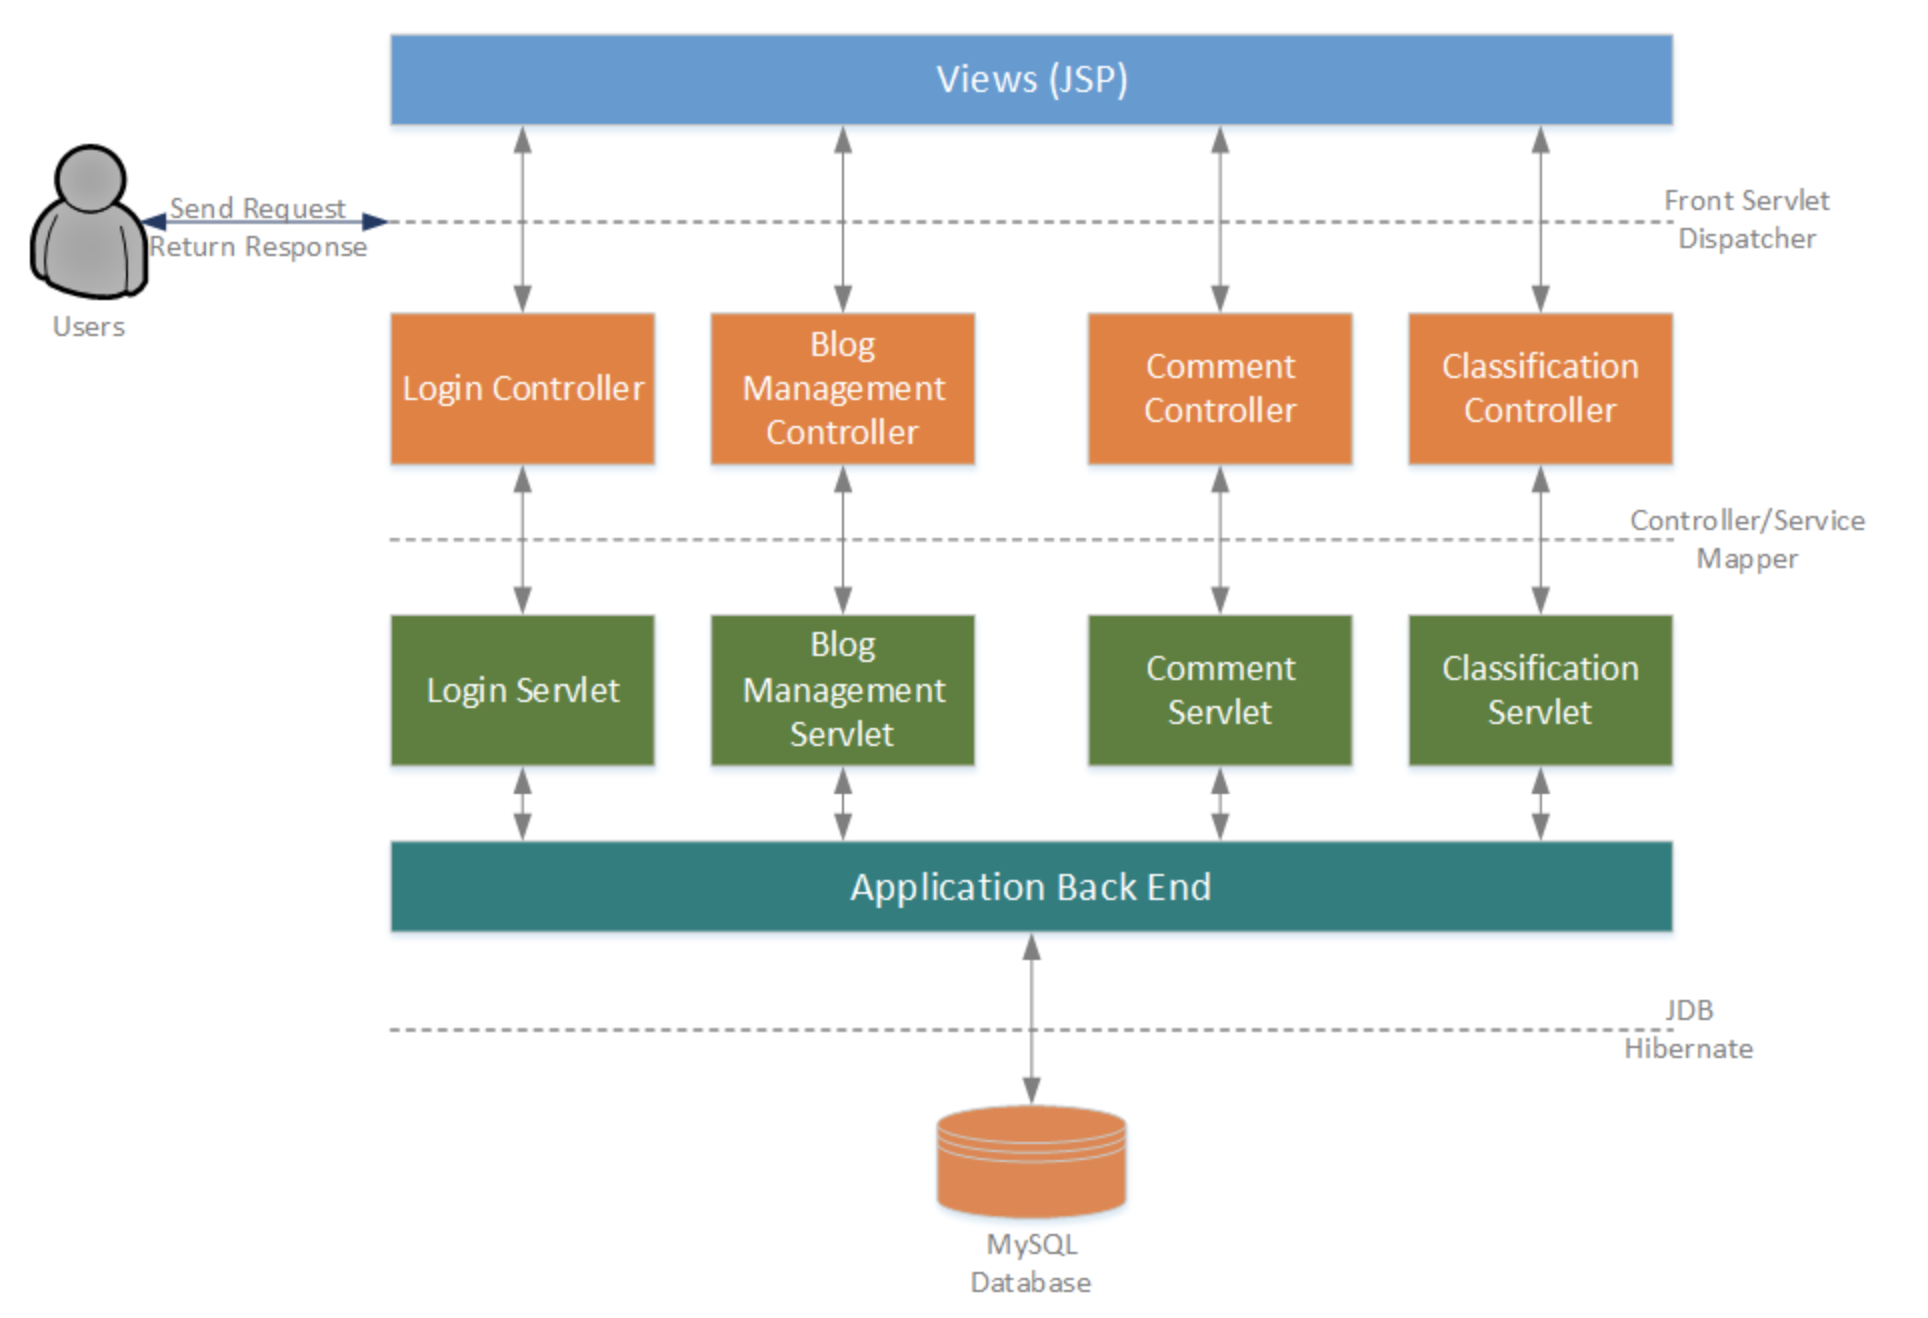 Views (JSP)
Send Request
Return Response
Users
Front Servlet
Dispatcher
Login Controller
Blog
Management
Controller
Comment
Controller
Classification
Controller
Controller/Service
Mapper
Login Servlet
Blog
Management
Servlet
Comment
Servlet
Classification
Servlet
Application Back End
JDB
Hibernate
MySQL
Database